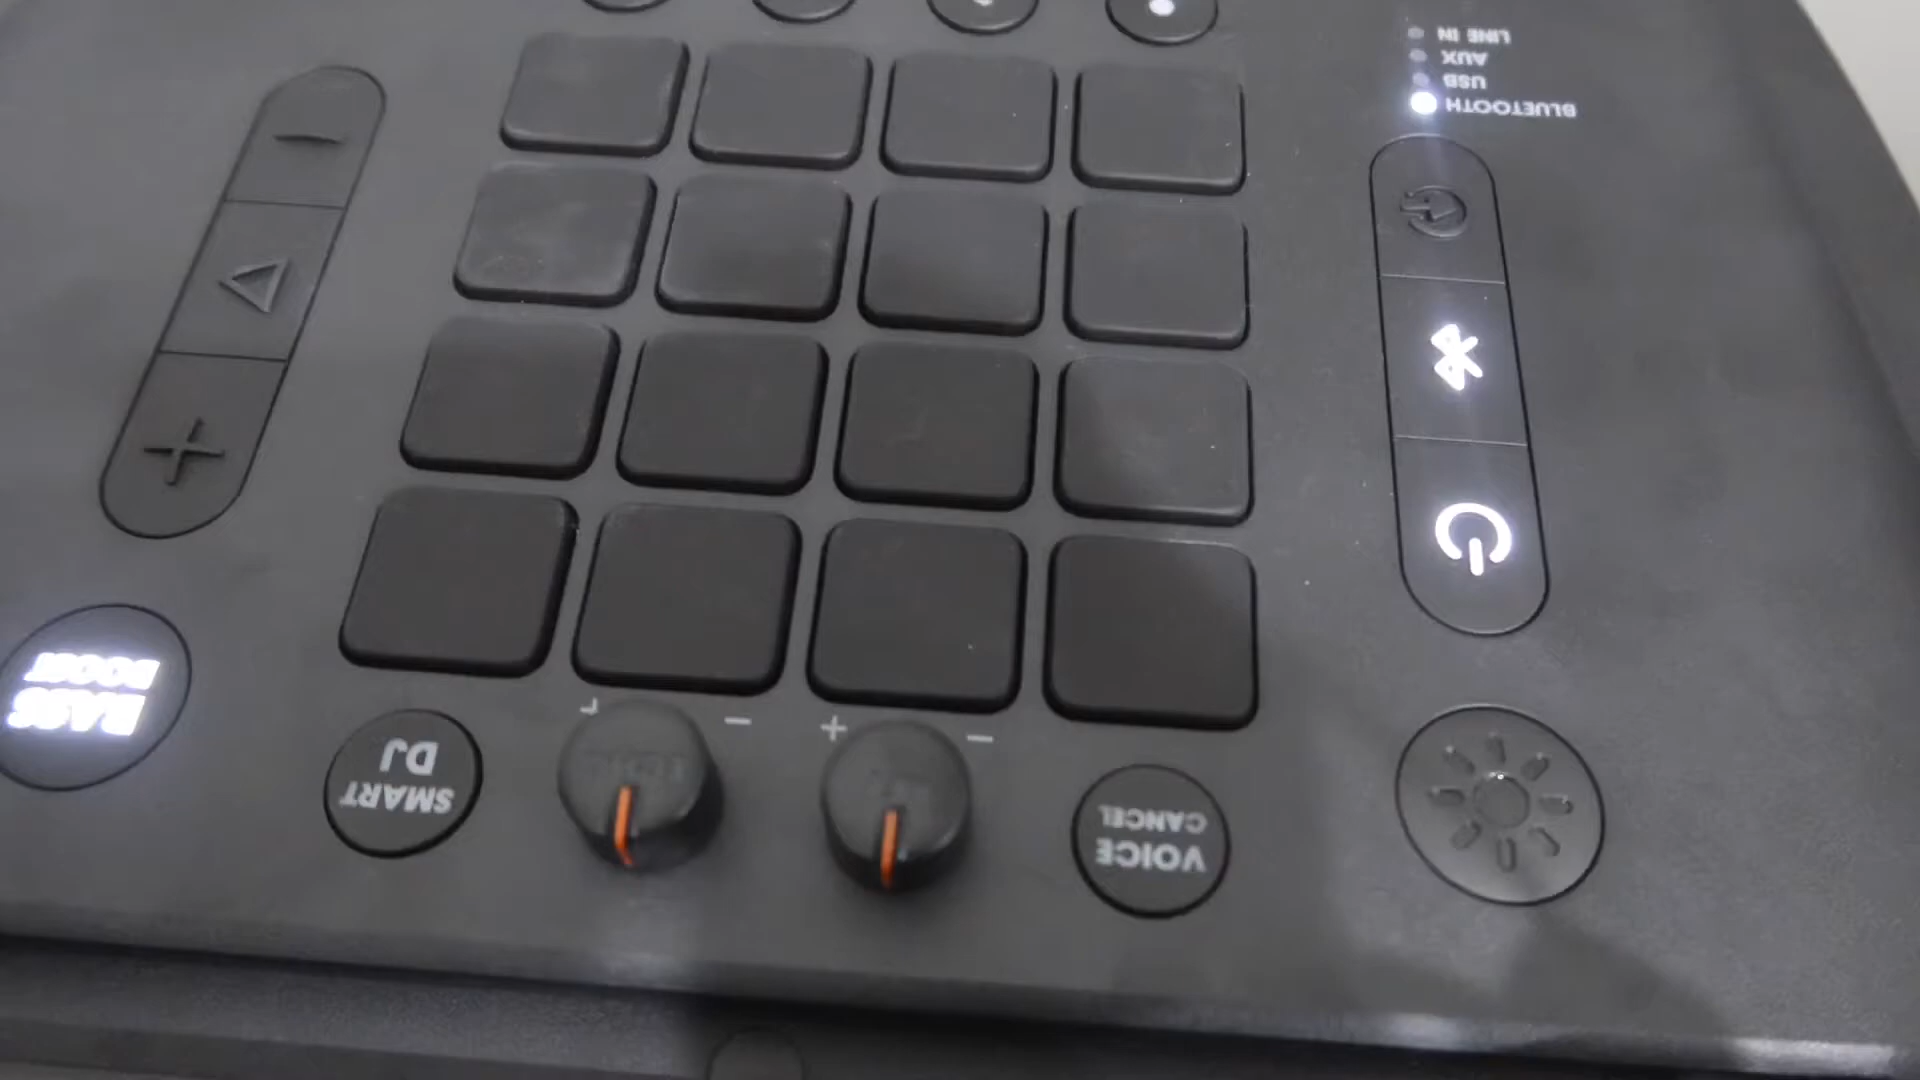 VOICE
CANCEL
SMART
DJ
BASS
BOOST
BLUETOOTH
USB
AUX
LINE IN